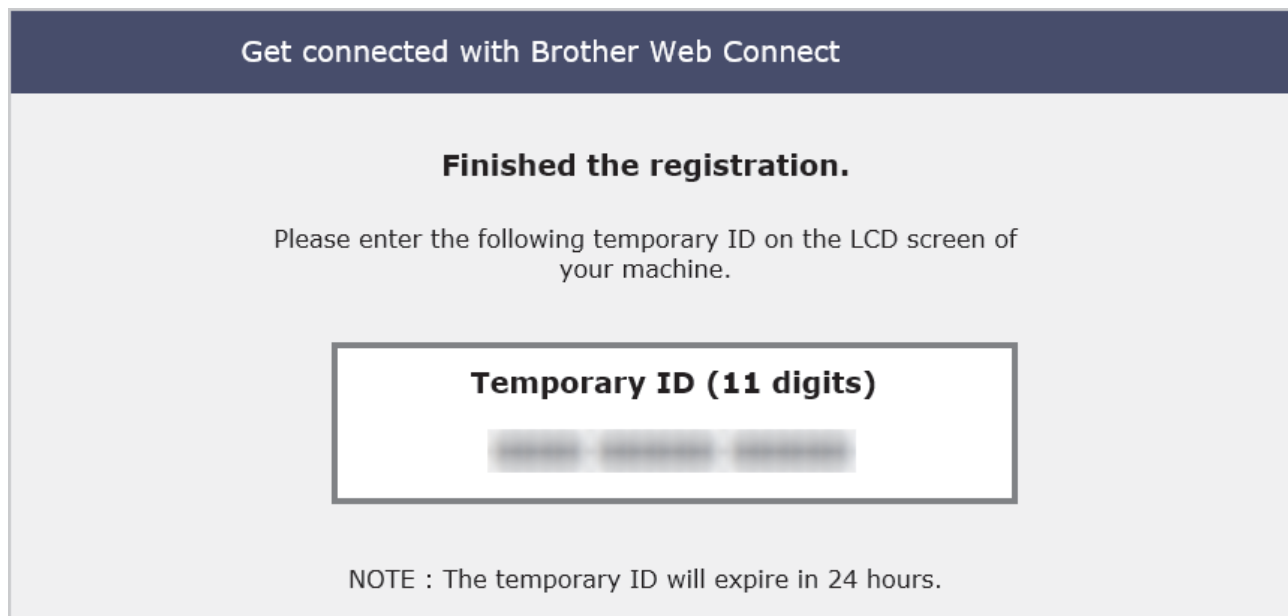 Get connected with Brother Web Connect
Finished the registration.
Please enter the following temporary ID on the LCD screen of
your machine.
Temporary ID (11 digits)
NOTE : The temporary ID will expire in 24 hours.